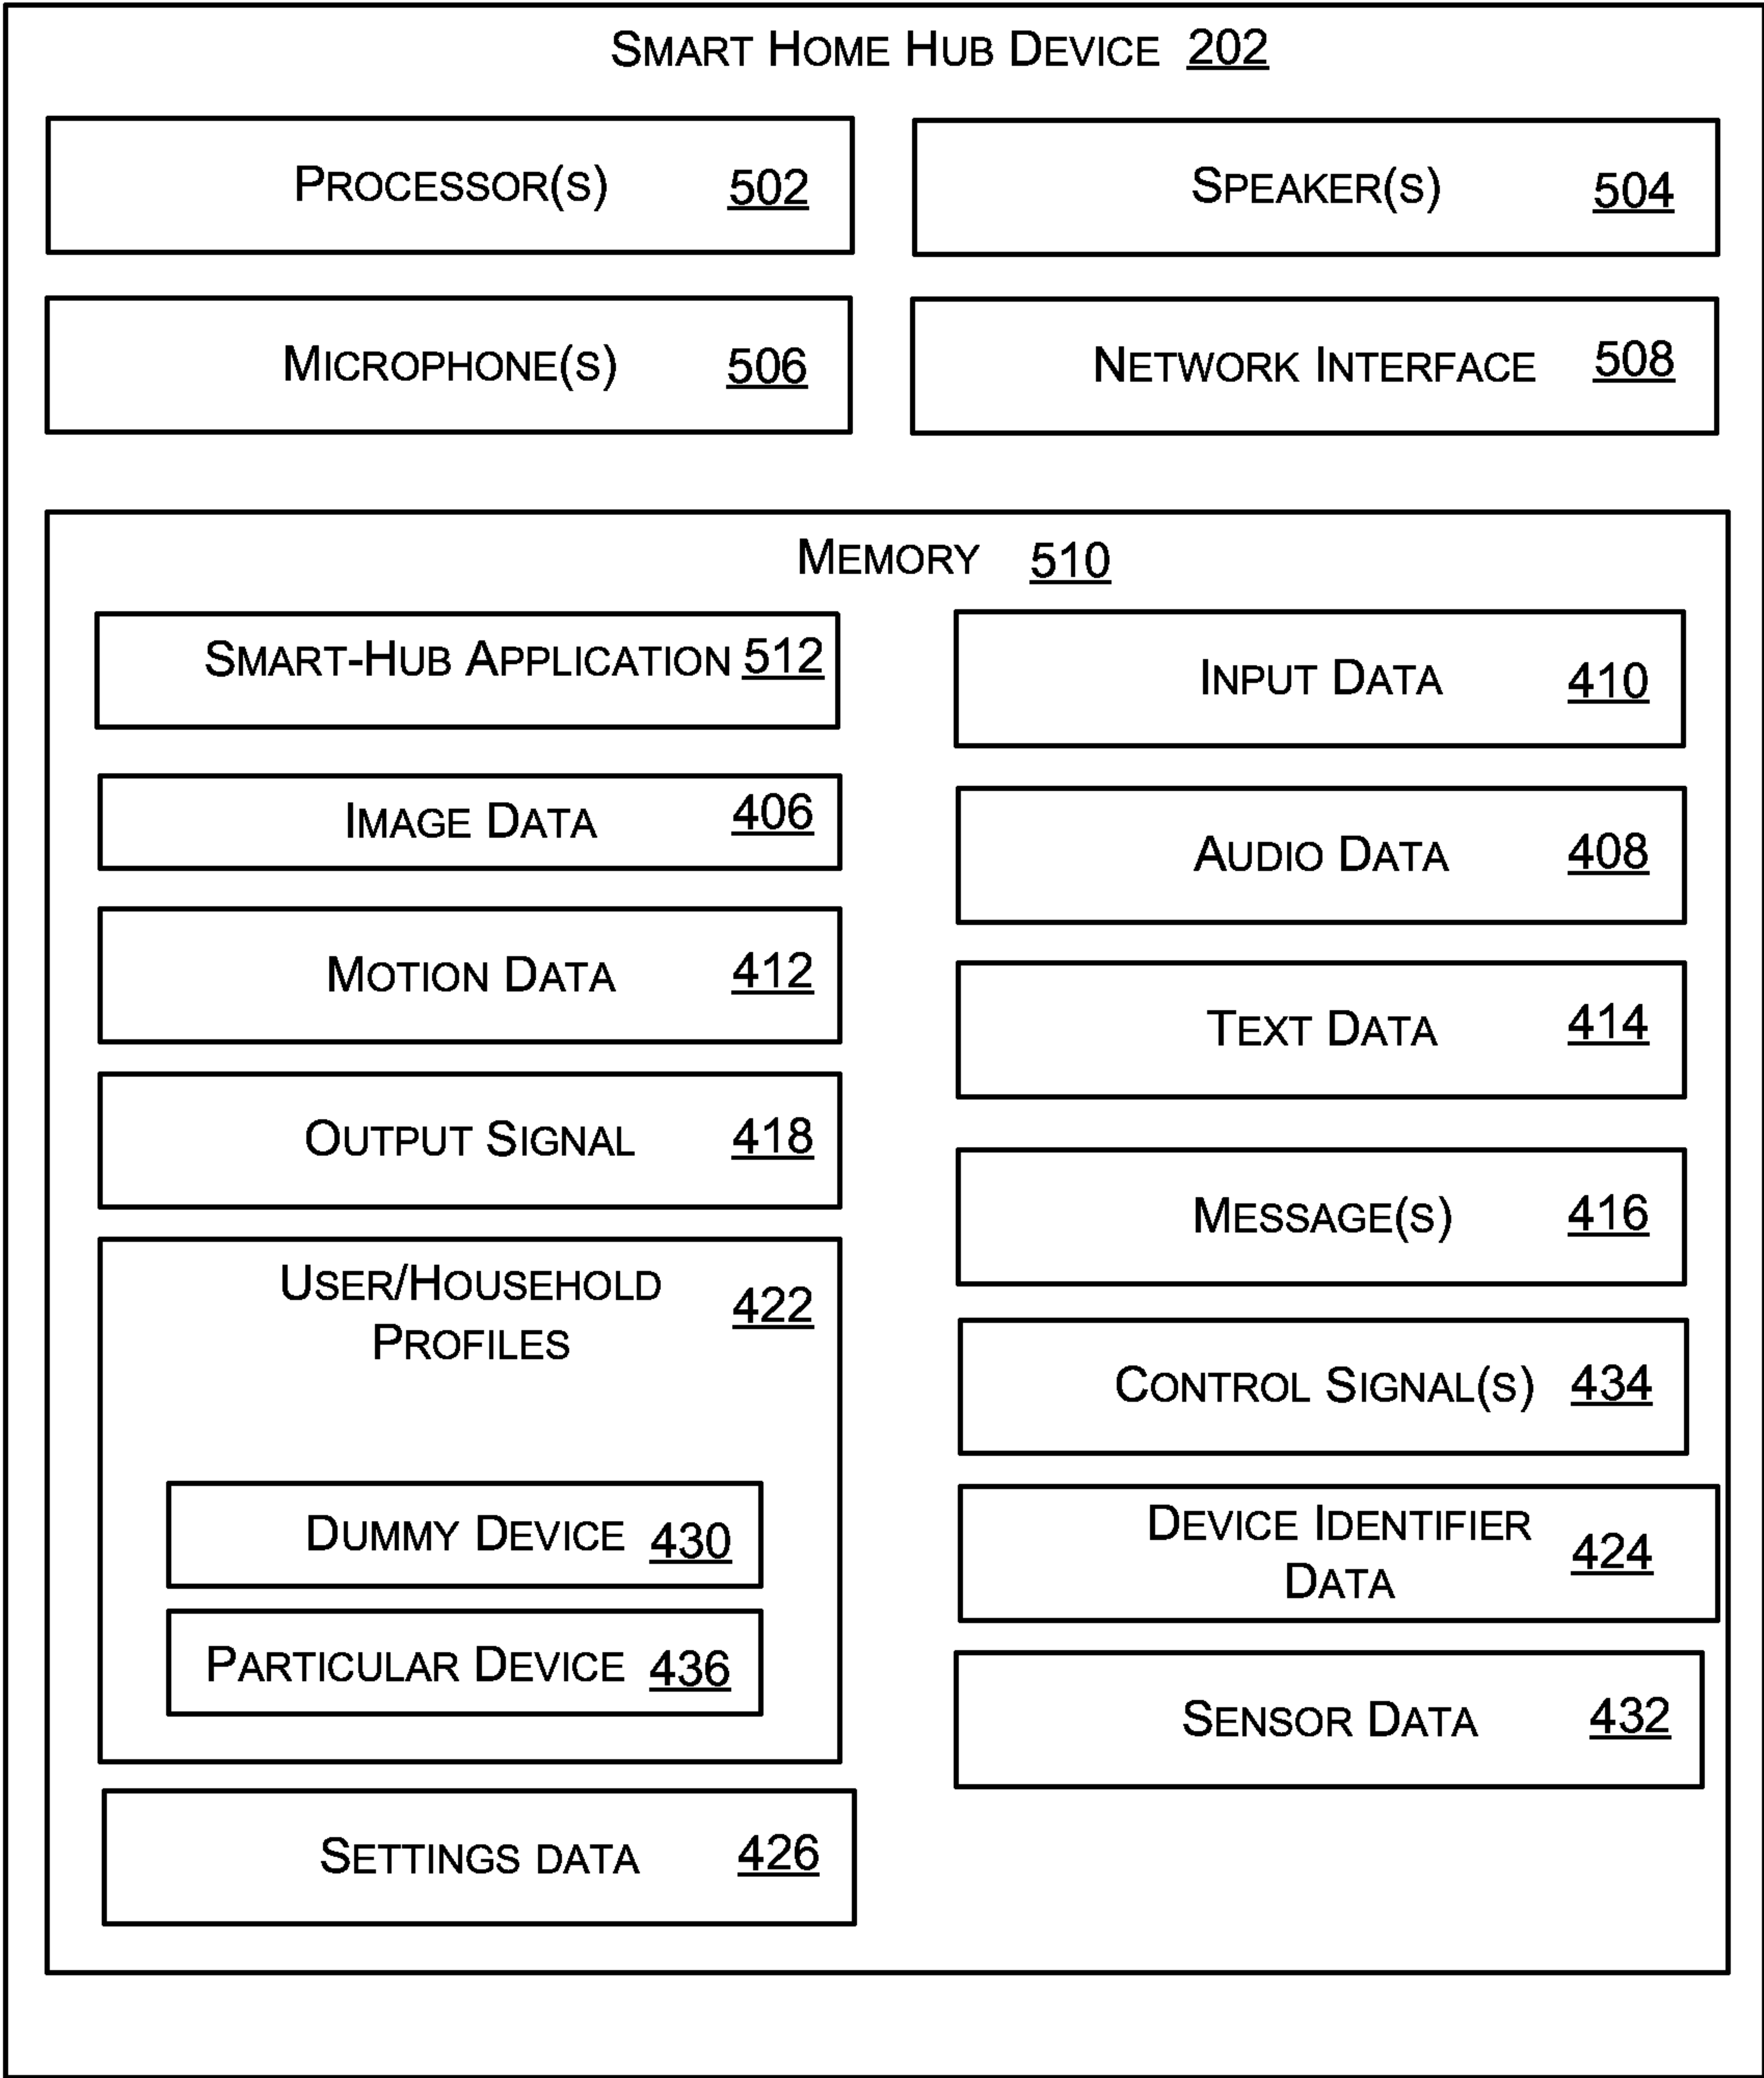 SMART HOME HUB DEVICE 202
PROCESSOR(S) 502
SPEAKER(S) 504
MICROPHONE(S) 506
NETWORK INTERFACE 508
MEMORY 510
SMART-HUB APPLICATION 512
INPUT DATA 410
IMAGE DATA 406
AUDIO DATA 408
MOTION DATA 412
TEXT DATA 414
OUTPUT SIGNAL 418
MESSAGE(S) 416
USER/HOUSEHOLD
PROFILES 422
CONTROL SIGNAL(S) 434
DUMMY DEVICE 430
DEVICE IDENTIFIER
DATA 424
PARTICULAR DEVICE 436
SENSOR DATA 432
SETTINGS DATA 426